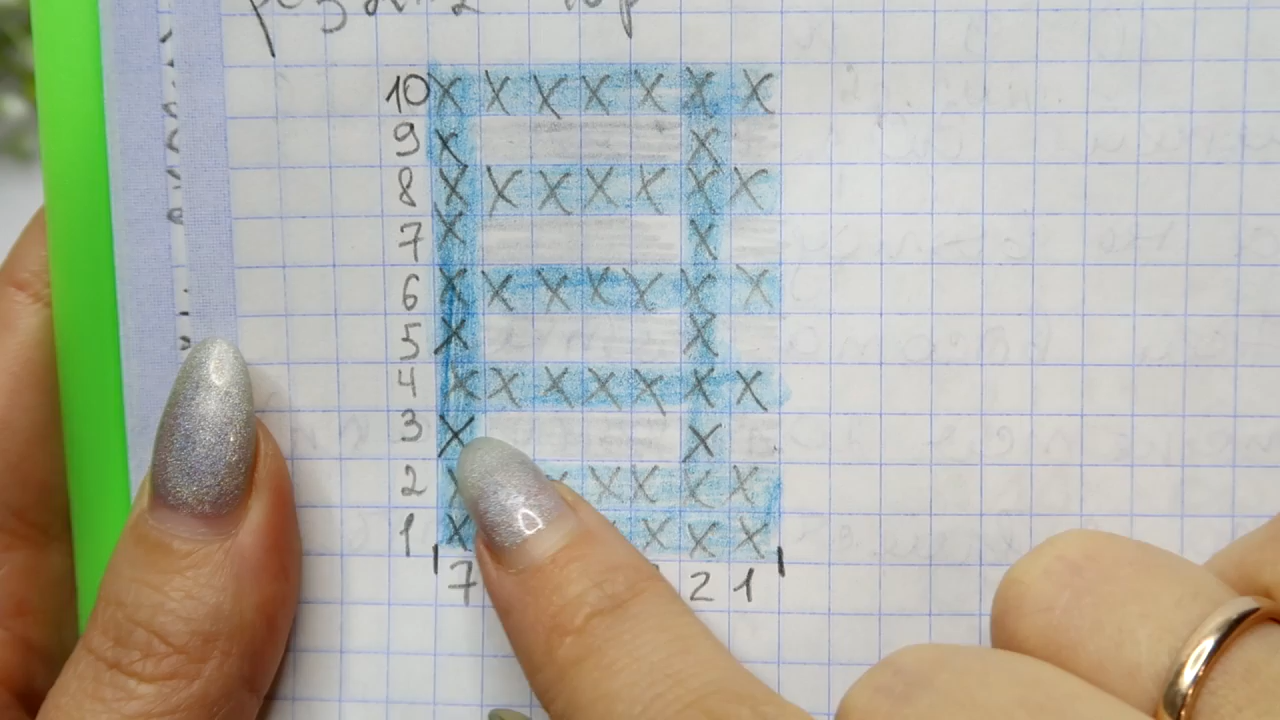 10 X X X X X X X
9 X X
8 X X X X X X X
7 X X
6 X X X X X X X
5 X X
4 X X X X X X X
3 X X
2 X X X X X X
1 X X X X
7 2 1